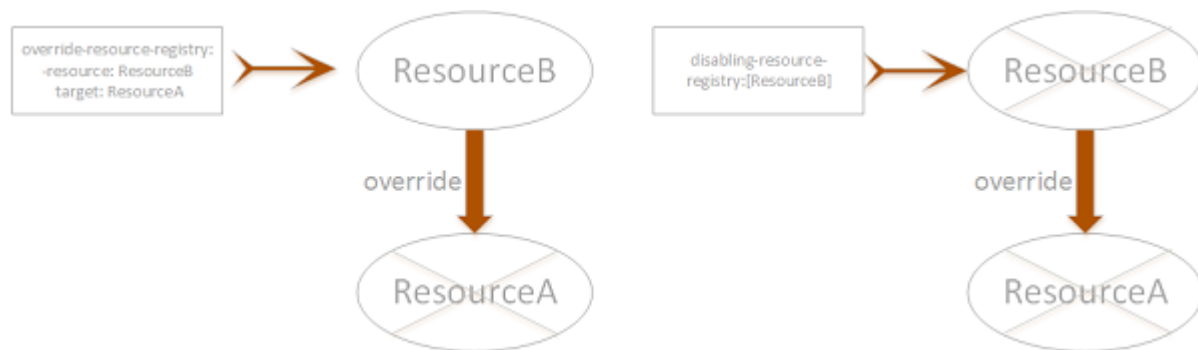 override-resource-registry:
-resource: ResourceB
target: ResourceA
ResourceB
override
ResourceA
disabling-resource-
registry:[ResourceB]
ResourceB
override
ResourceA